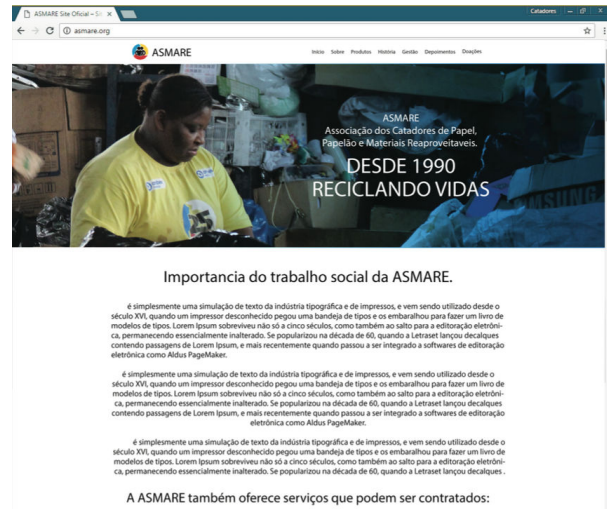 ASMARE Site Oficial – Sit
Catadores
asmare.org
ASMARE
Início Sobre Produtos História Gestão Depoimentos Doações
ASMARE
Associação dos Catadores de Papel,
Papelão e Materiais Reaproveitaveis.
DESDE 1990
RECICLANDO VIDAS
SAMSUNG
Importancia do trabalho social da ASMARE.
é simplesmente uma simulação de texto da indústria tipográfica e de impressos, e vem sendo utilizado desde o
século XVI, quando um impressor desconhecido pegou uma bandeja de tipos e os embaralhou para fazer um livro de
modelos de tipos. Lorem Ipsum sobreviveu não só a cinco séculos, como também ao salto para a editoração eletrôni-
ca, permanecendo essencialmente inalterado. Se popularizou na década de 60, quando a Letraset lançou decalques
contendo passagens de Lorem Ipsum, e mais recentemente quando passou a ser integrado a softwares de editoração
eletrônica como Aldus PageMaker.
é simplesmente uma simulação de texto da indústria tipográfica e de impressos, e vem sendo utilizado desde o
século XVI, quando um impressor desconhecido pegou uma bandeja de tipos e os embaralhou para fazer um livro de
modelos de tipos. Lorem Ipsum sobreviveu não só a cinco séculos, como também ao salto para a editoração eletrôni-
ca, permanecendo essencialmente inalterado. Se popularizou na década de 60, quando a Letraset lançou decalques
contendo passagens de Lorem Ipsum, e mais recentemente quando passou a ser integrado a softwares de editoração
eletrônica como Aldus PageMaker.
é simplesmente uma simulação de texto da indústria tipográfica e de impressos, e vem sendo utilizado desde o
século XVI, quando um impressor desconhecido pegou uma bandeja de tipos e os embaralhou para fazer um livro de
modelos de tipos. Lorem Ipsum sobreviveu não só a cinco séculos, como também ao salto para a editoração eletrôni-
ca, permanecendo essencialmente inalterado. Se popularizou na década de 60, quando a Letraset lançou decalques .
A ASMARE também oferece serviços que podem ser contratados: